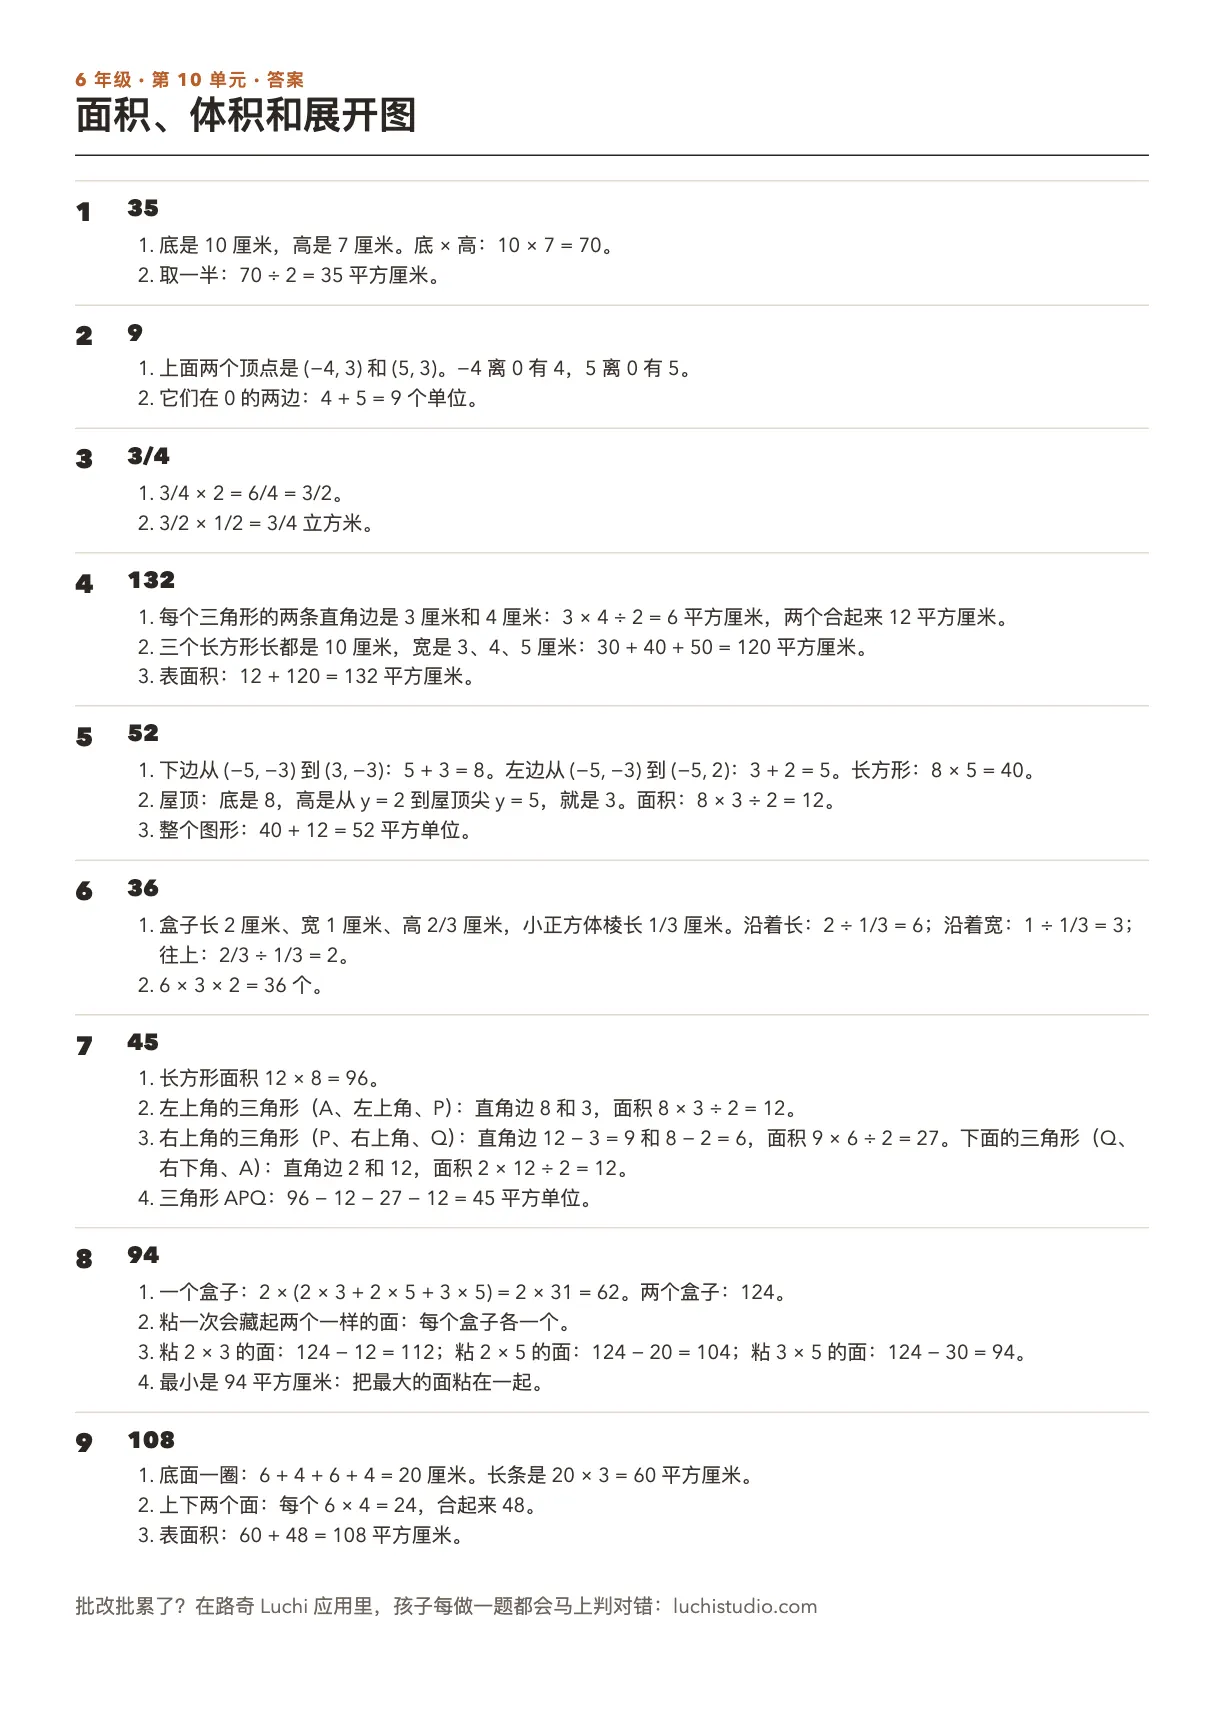 6 年级 · 第 10 单元 · 答案
面积、体积和展开图
1 35
1. 底是 10 厘米，高是 7 厘米。底 × 高：10 × 7 = 70。
2. 取一半：70 ÷ 2 = 35 平方厘米。
2 9
1. 上面两个顶点是 (−4, 3) 和 (5, 3)。−4 离 0 有 4，5 离 0 有 5。
2. 它们在 0 的两边：4 + 5 = 9 个单位。
3 3/4
1. 3/4 × 2 = 6/4 = 3/2。
2. 3/2 × 1/2 = 3/4 立方米。
4 132
1. 每个三角形的两条直角边是 3 厘米和 4 厘米：3 × 4 ÷ 2 = 6 平方厘米，两个合起来 12 平方厘米。
2. 三个长方形长都是 10 厘米，宽是 3、4、5 厘米：30 + 40 + 50 = 120 平方厘米。
3. 表面积：12 + 120 = 132 平方厘米。
5 52
1. 下边从 (−5, −3) 到 (3, −3)：5 + 3 = 8。左边从 (−5, −3) 到 (−5, 2)：3 + 2 = 5。长方形：8 × 5 = 40。
2. 屋顶：底是 8，高是从 y = 2 到屋顶尖 y = 5，就是 3。面积：8 × 3 ÷ 2 = 12。
3. 整个图形：40 + 12 = 52 平方单位。
6 36
1. 盒子长 2 厘米、宽 1 厘米、高 2/3 厘米，小正方体棱长 1/3 厘米。沿着长：2 ÷ 1/3 = 6；沿着宽：1 ÷ 1/3 = 3；
往上：2/3 ÷ 1/3 = 2。
2. 6 × 3 × 2 = 36 个。
7 45
1. 长方形面积 12 × 8 = 96。
2. 左上角的三角形（A、左上角、P）：直角边 8 和 3，面积 8 × 3 ÷ 2 = 12。
3. 右上角的三角形（P、右上角、Q）：直角边 12 − 3 = 9 和 8 − 2 = 6，面积 9 × 6 ÷ 2 = 27。下面的三角形（Q、
右下角、A）：直角边 2 和 12，面积 2 × 12 ÷ 2 = 12。
4. 三角形 APQ：96 − 12 − 27 − 12 = 45 平方单位。
8 94
1. 一个盒子：2 × (2 × 3 + 2 × 5 + 3 × 5) = 2 × 31 = 62。两个盒子：124。
2. 粘一次会藏起两个一样的面：每个盒子各一个。
3. 粘 2 × 3 的面：124 − 12 = 112；粘 2 × 5 的面：124 − 20 = 104；粘 3 × 5 的面：124 − 30 = 94。
4. 最小是 94 平方厘米：把最大的面粘在一起。
9 108
1. 底面一圈：6 + 4 + 6 + 4 = 20 厘米。长条是 20 × 3 = 60 平方厘米。
2. 上下两个面：每个 6 × 4 = 24，合起来 48。
3. 表面积：60 + 48 = 108 平方厘米。
批改批累了？在路奇 Luchi 应用里，孩子每做一题都会马上判对错：luchistudio.com